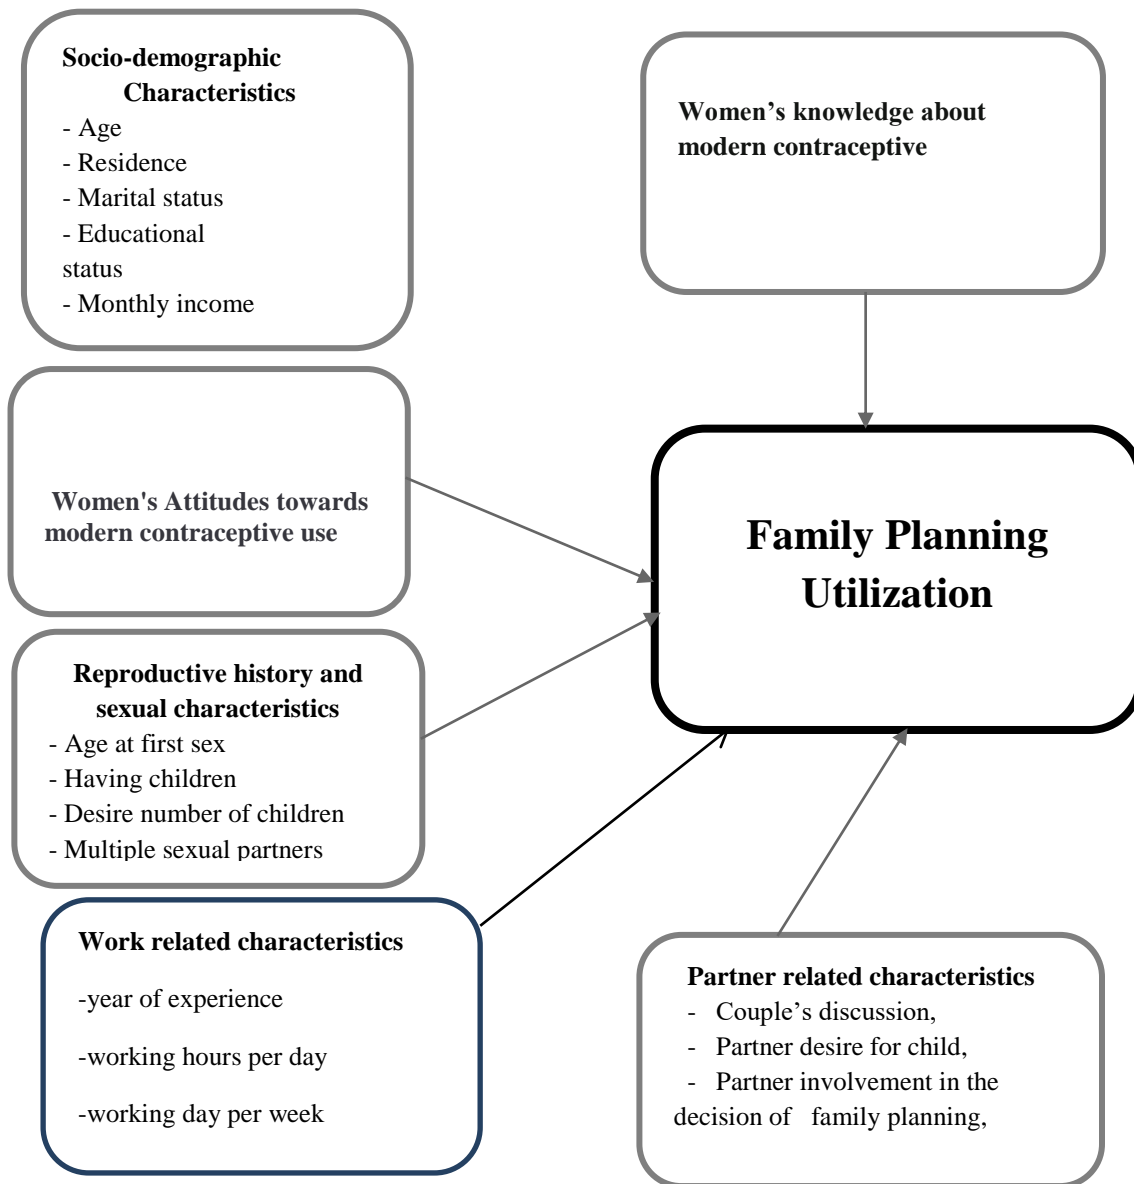 Socio-demographic
Characteristics
- Age
- Residence
- Marital status
- Educational
status
- Monthly income
Women’s knowledge about
modern contraceptive
Women's Attitudes towards
modern contraceptive use
Family Planning
Utilization
Reproductive history and
sexual characteristics
- Age at first sex
- Having children
- Desire number of children
- Multiple sexual partners
Work related characteristics
-year of experience
-working hours per day
-working day per week
Partner related characteristics
- Couple’s discussion,
- Partner desire for child,
- Partner involvement in the
decision of family planning,